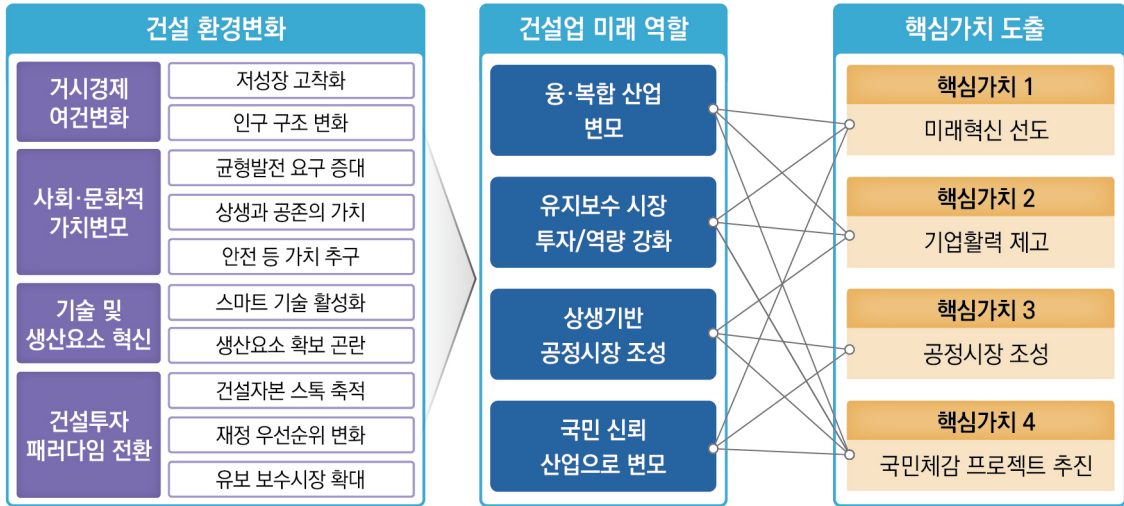 건설 환경변화
거시경제
여건변화
저성장 고착화
인구 구조 변화
사회·문화적
가치변모
균형발전 요구 증대
상생과 공존의 가치
안전 등 가치 추구
기술 및
생산요소 혁신
스마트 기술 활성화
생산요소 확보 곤란
건설투자
패러다임 전환
건설자본 스톡 축적
재정 우선순위 변화
유보 보수시장 확대
건설업 미래 역할
융·복합 산업
변모
유지보수 시장
투자/역량 강화
상생기반
공정시장 조성
국민 신뢰
산업으로 변모
핵심가치 도출
핵심가치 1
미래혁신 선도
핵심가치 2
기업활력 제고
핵심가치 3
공정시장 조성
핵심가치 4
국민체감 프로젝트 추진